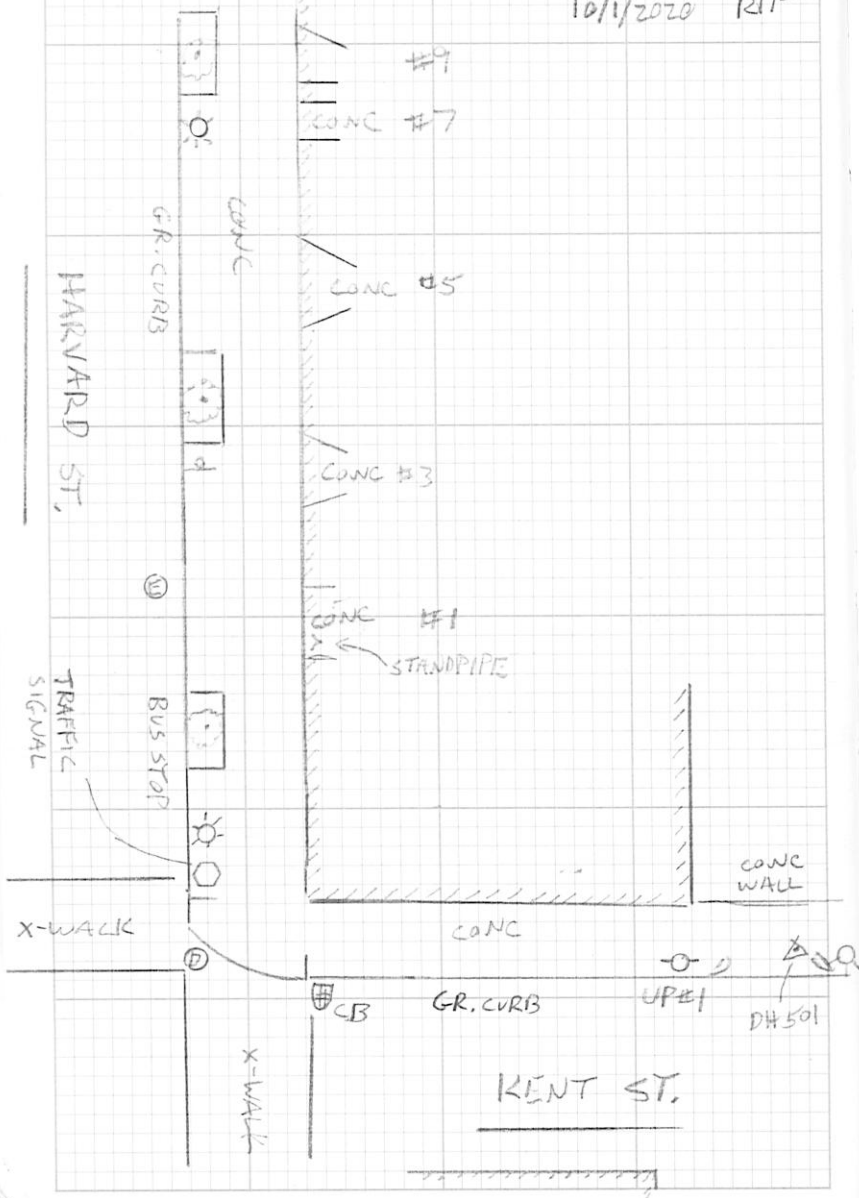 10/1/2020
#9
CONC #7
CONC
GR. CURB
CONC #5
HARVARD ST.
CONC #3
W
CONC #1
STANDPIPE
TRAFFIC
SIGNAL
BUS STOP
CONC
WALL
X-WALK
CONC
D
CB
GR. CURB
UP#1
DH501
X-WALK
KENT ST.